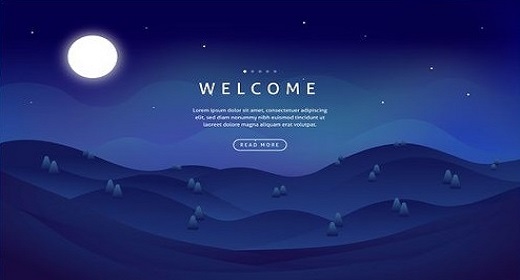 WELCOME
Lorem ipsum dolor sit amet, consectetuer adipiscing
elit, sed diam nonummy nibh euismod tincidunt ut
laoreet dolore magna aliquam erat volutpat.
READ MORE